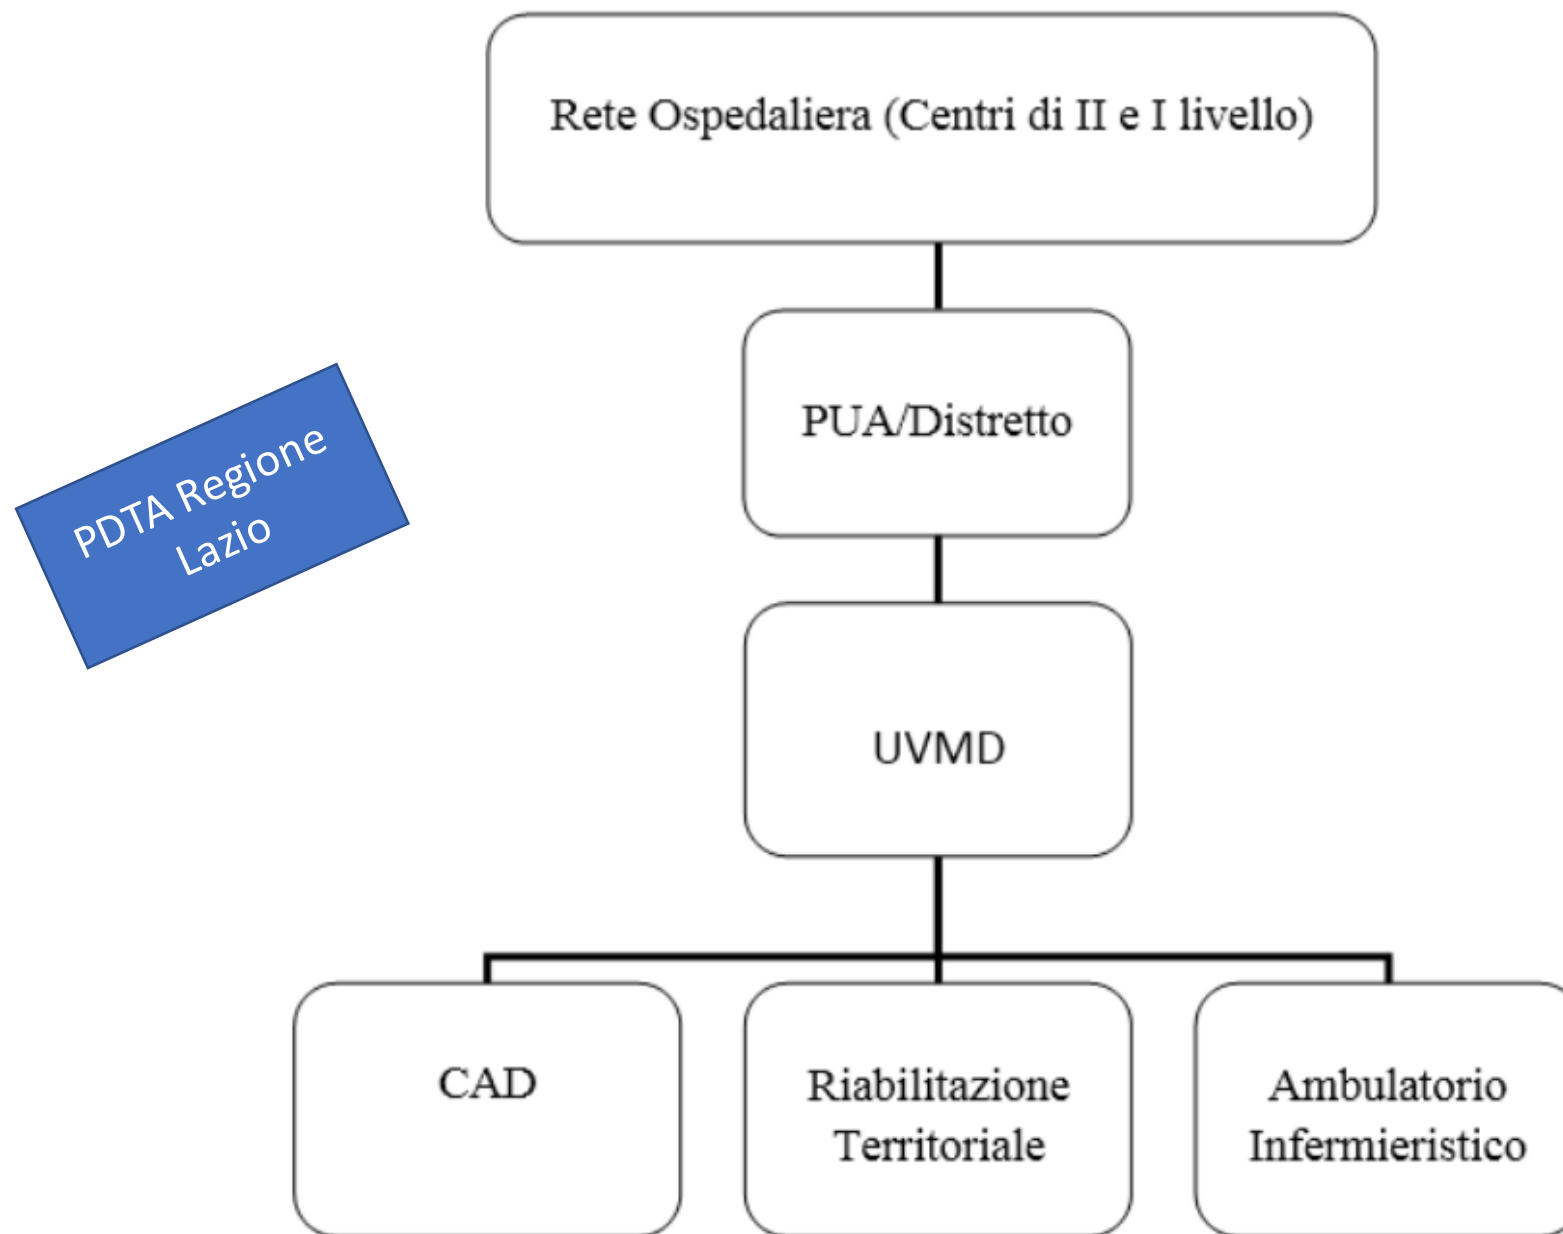 Rete Ospedaliera (Centri di II e I livello)
PUA/Distretto
PDTA Regione
Lazio
UVMD
CAD
Riabilitazione
Territoriale
Ambulatorio
Infermieristico